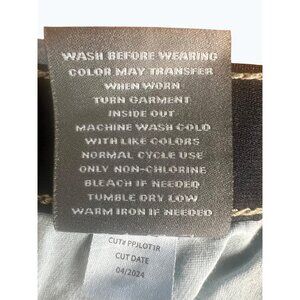 WASH BEFORE WEARING
COLOR MAY TRANSFER
WHEN WORN
TURN GARMENT
INSIDE OUT
MACHINE WASH COLD
WITH LIKE COLORS
NORMAL CYCLE USE
ONLY NON-CHLORINE
BLEACH IF NEEDED
TUMBLE DRY LOW
WARM IRON IF NEEDED
CUT# PPJLOT1R
CUT DATE
04/2024